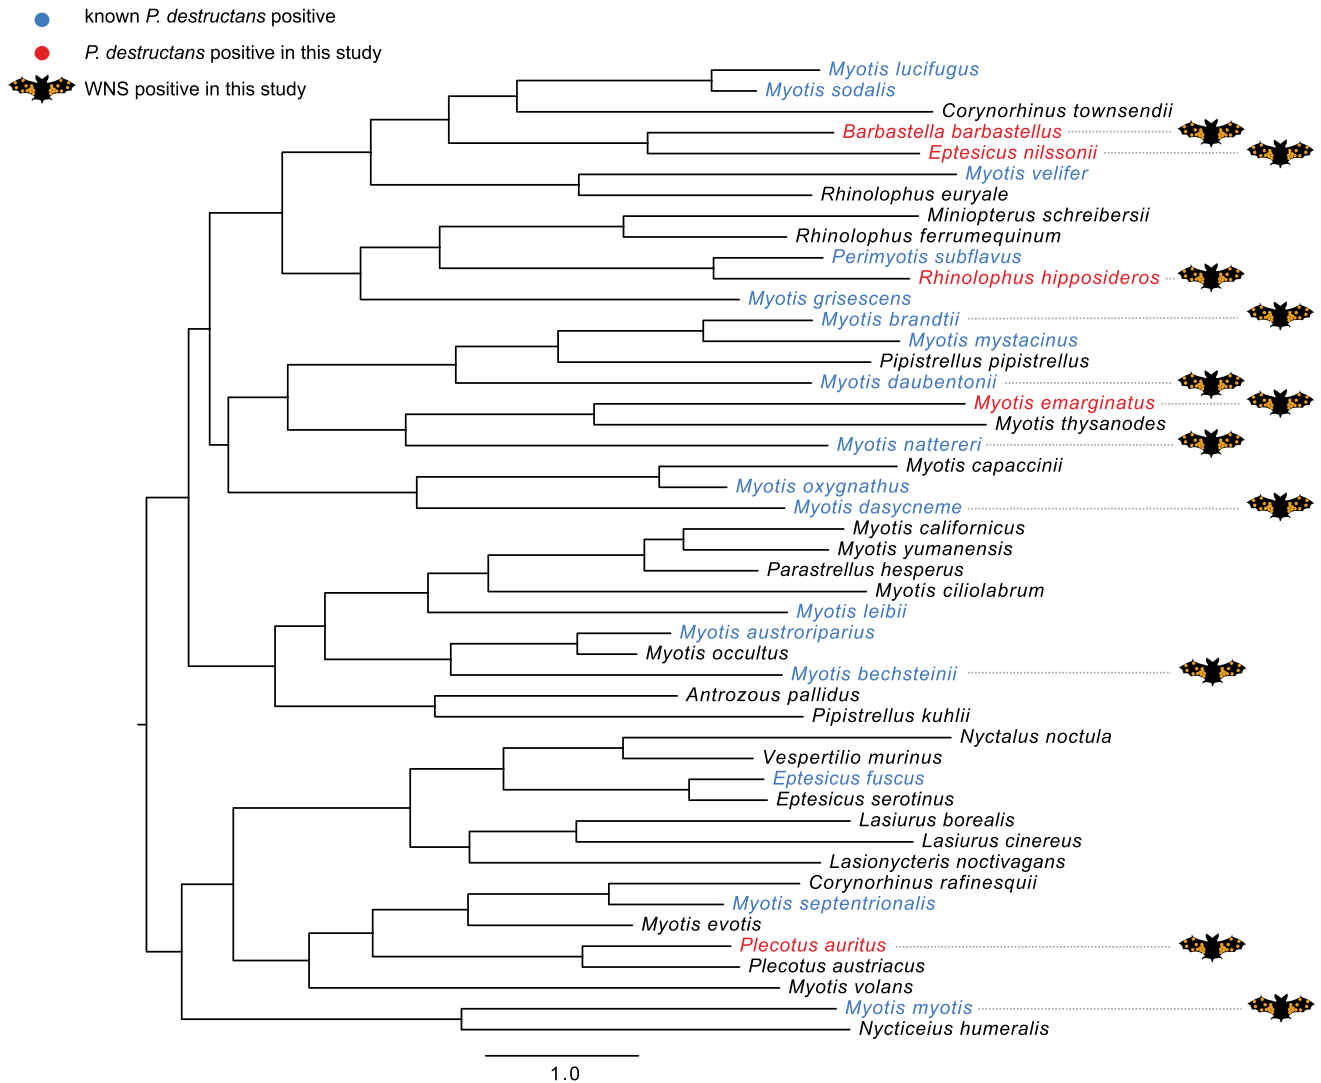 known P. destructans positive
P. destructans positive in this study
WNS positive in this study
Myotis lucifugus
Myotis sodalis
Corynorhinus townsendii
Barbastella barbastellus
Eptesicus nilssonii
Myotis velifer
Rhinolophus euryale
Miniopterus schreibersii
Rhinolophus ferrumequinum
Perimyotis subflavus
Rhinolophus hipposideros
Myotis grisescens
Myotis brandtii
Myotis mystacinus
Pipistrellus pipistrellus
Myotis daubentonii
Myotis emarginatus
Myotis thysanodes
Myotis nattereri
Myotis capaccinii
Myotis oxygnathus
Myotis dasycneme
Myotis californicus
Myotis yumanensis
Parastrellus hesperus
Myotis ciliolabrum
Myotis leibii
Myotis austroriparius
Myotis occultus
Myotis bechsteinii
Antrozous pallidus
Pipistrellus kuhlii
Nyctalus noctula
Vespertilio murinus
Eptesicus fuscus
Eptesicus serotinus
Lasiurus borealis
Lasiurus cinereus
Lasionycteris noctivagans
Corynorhinus rafinesquii
Myotis septentrionalis
Myotis evotis
Plecotus auritus
Plecotus austriacus
Myotis volans
Myotis myotis
Nycticeius humeralis
1.0